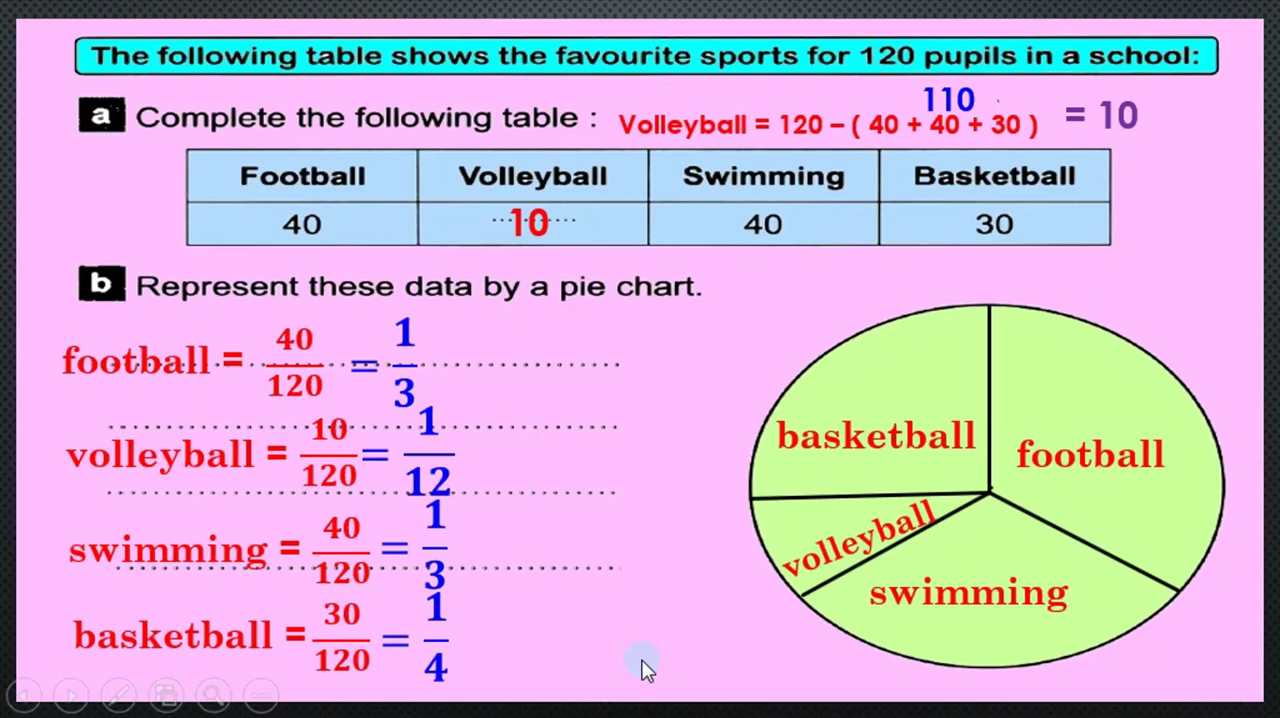 The following table shows the favourite sports for 120 pupils in a school:
a Complete the following table : Volleyball = 120 – ( 40 + 40 + 30 ) = 10
110
Football Volleyball Swimming Basketball
40 10 40 30
b Represent these data by a pie chart.
football = 40/120 = 1/3
volleyball = 10/120 = 1/12
swimming = 40/120 = 1/3
basketball = 30/120 = 1/4
basketball
football
volleyball
swimming